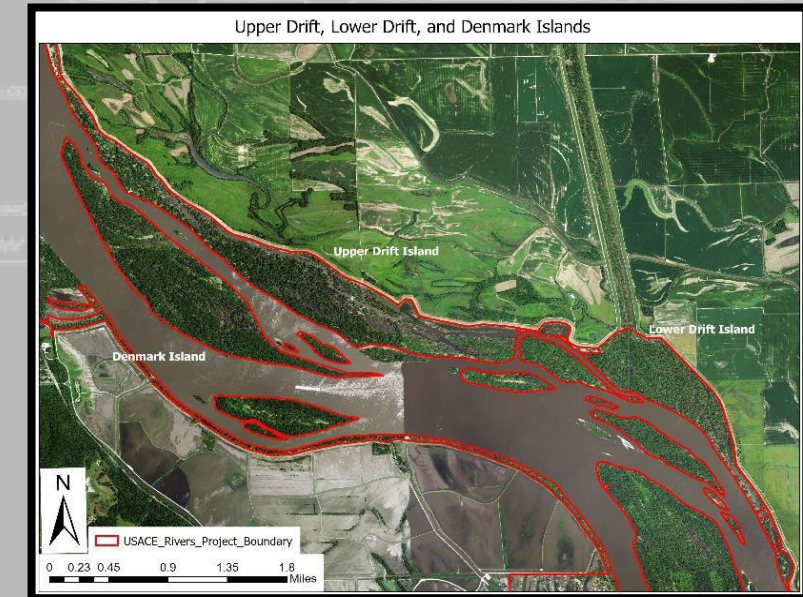 Upper Drift, Lower Drift, and Denmark Islands
Upper Drift Island
Lower Drift Island
Denmark Island
N
USACE_Rivers_Project_Boundary
0 0.23 0.45 0.9 1.35 1.8
Miles